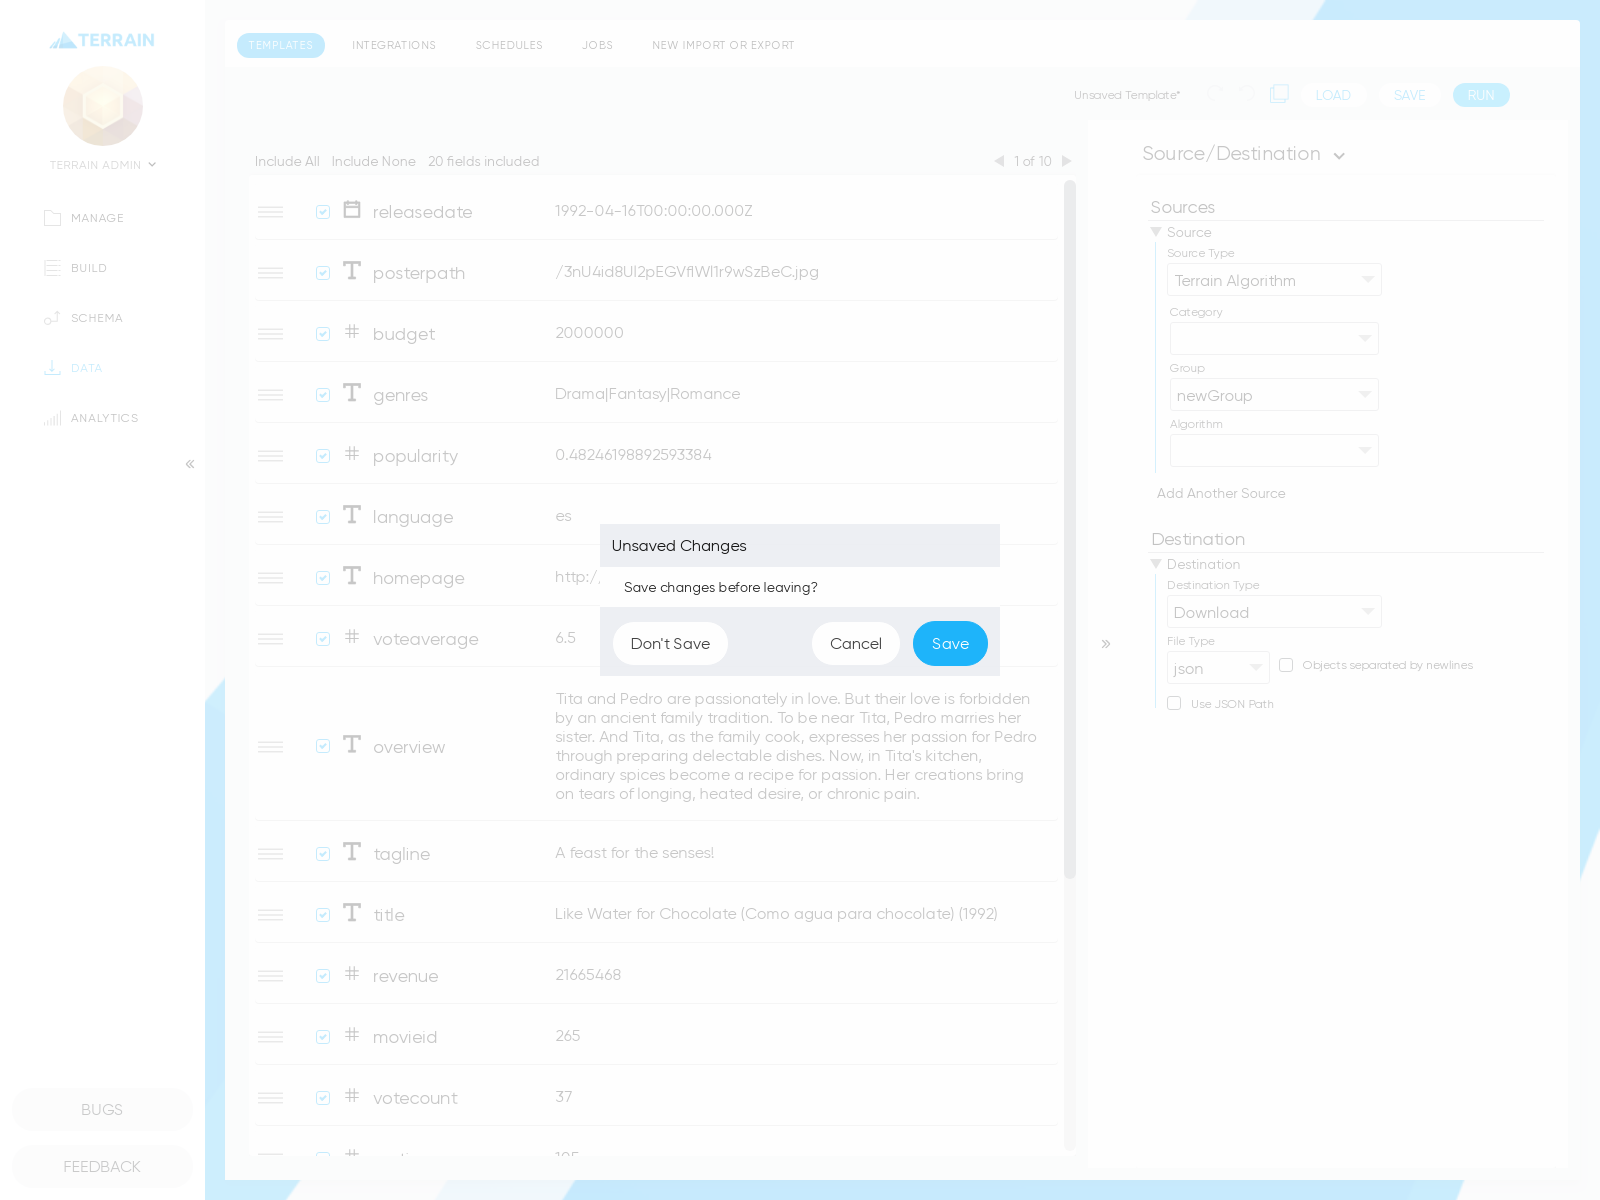 TERRAIN
TERRAIN ADMIN
MANAGE
BUILD
SCHEMA
DATA
ANALYTICS
«
BUGS
FEEDBACK
TEMPLATES INTEGRATIONS SCHEDULES JOBS NEW IMPORT OR EXPORT
Unsaved Template* LOAD SAVE RUN
Include All Include None 20 fields included 1 of 10
releasedate 1992-04-16T00:00:00.000Z
posterpath
budget 2000000
genres Drama|Fantasy|Romance
popularity 0.48246198892593384
language es
homepage http:/
voteaverage 6.5
overview Tita and Pedro are passionately in love. But their love is forbidden
by an ancient family tradition. To be near Tita, Pedro marries her
sister. And Tita, as the family cook, expresses her passion for Pedro
through preparing delectable dishes. Now, in Tita's kitchen,
ordinary spices become a recipe for passion. Her creations bring
on tears of longing, heated desire, or chronic pain.
tagline A feast for the senses!
title Like Water for Chocolate (Como agua para chocolate) (1992)
revenue 21665468
movieid 265
votecount 37
Unsaved Changes
Save changes before leaving?
Don't Save Cancel Save
»
Source/Destination
Sources
Source
Source Type
Terrain Algorithm
Category
Group
newGroup
Algorithm
Add Another Source
Destination
Destination
Destination Type
Download
File Type
json Objects separated by newlines
Use JSON Path